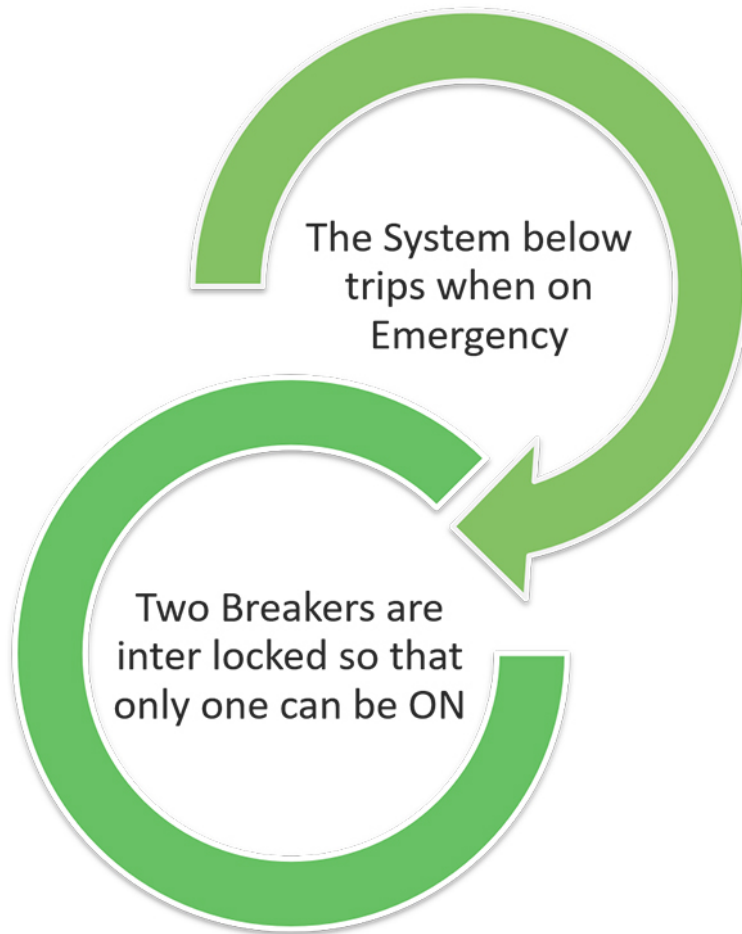 The System below
trips when on
Emergency
Two Breakers are
inter locked so that
only one can be ON